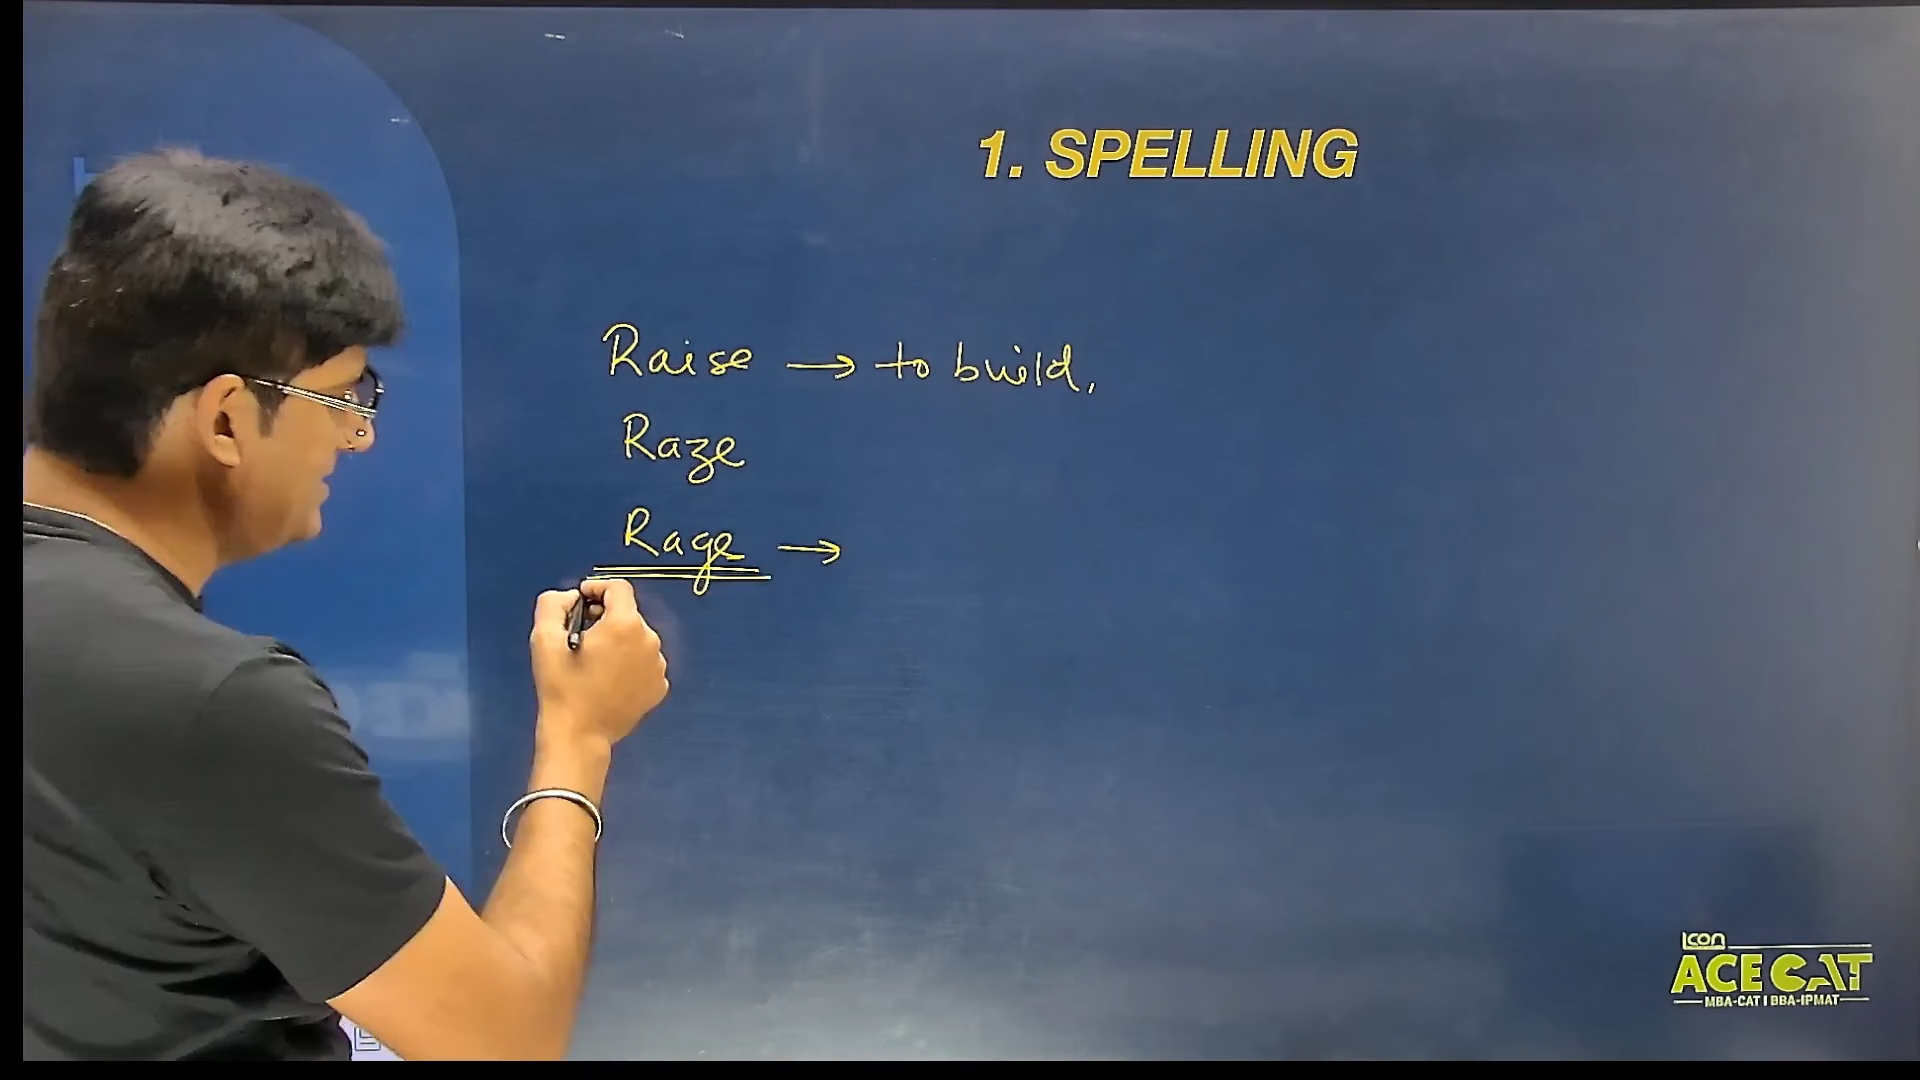 1. SPELLING
Raise → to build,
Raze
Rage →
icon
ACE CAT
MBA-CAT | BBA-IPMAT